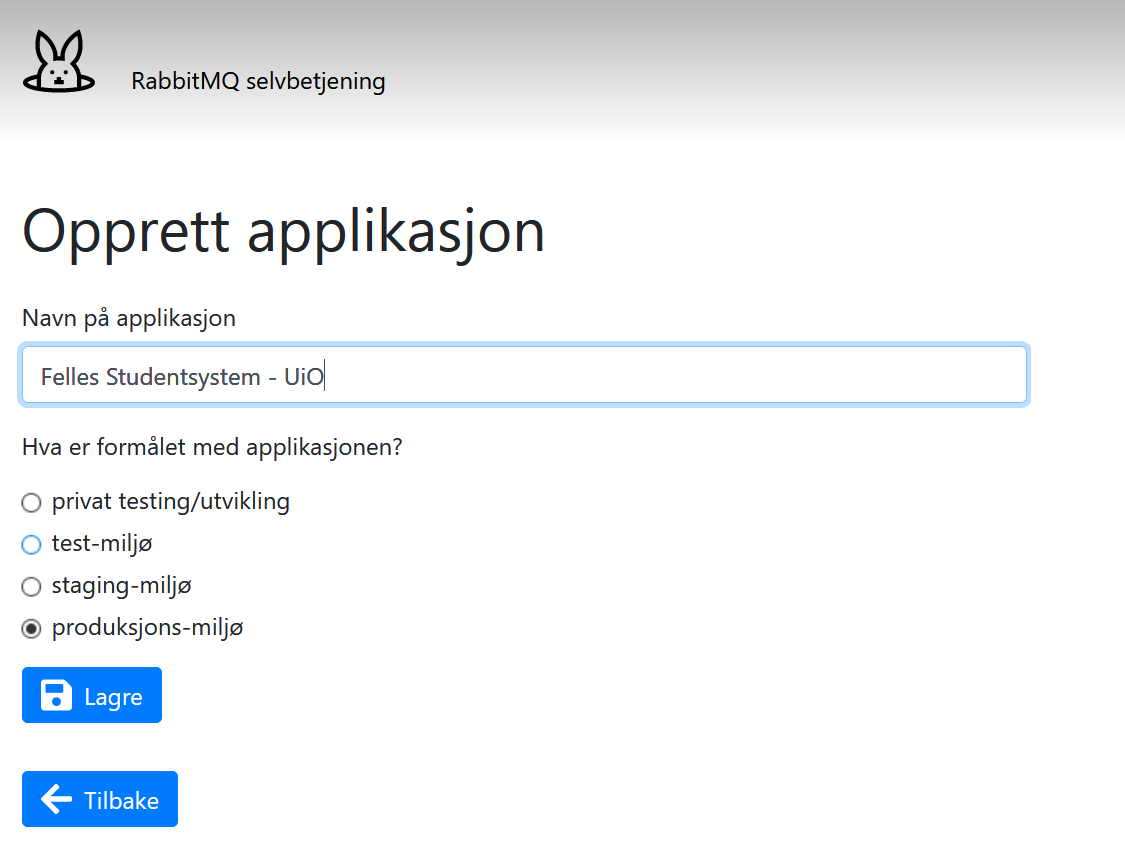 RabbitMQ selvbetjening
Opprett applikasjon
Navn på applikasjon
Felles Studentsystem - UiO
Hva er formålet med applikasjonen?
privat testing/utvikling
test-miljø
staging-miljø
produksjons-miljø
Lagre
Tilbake